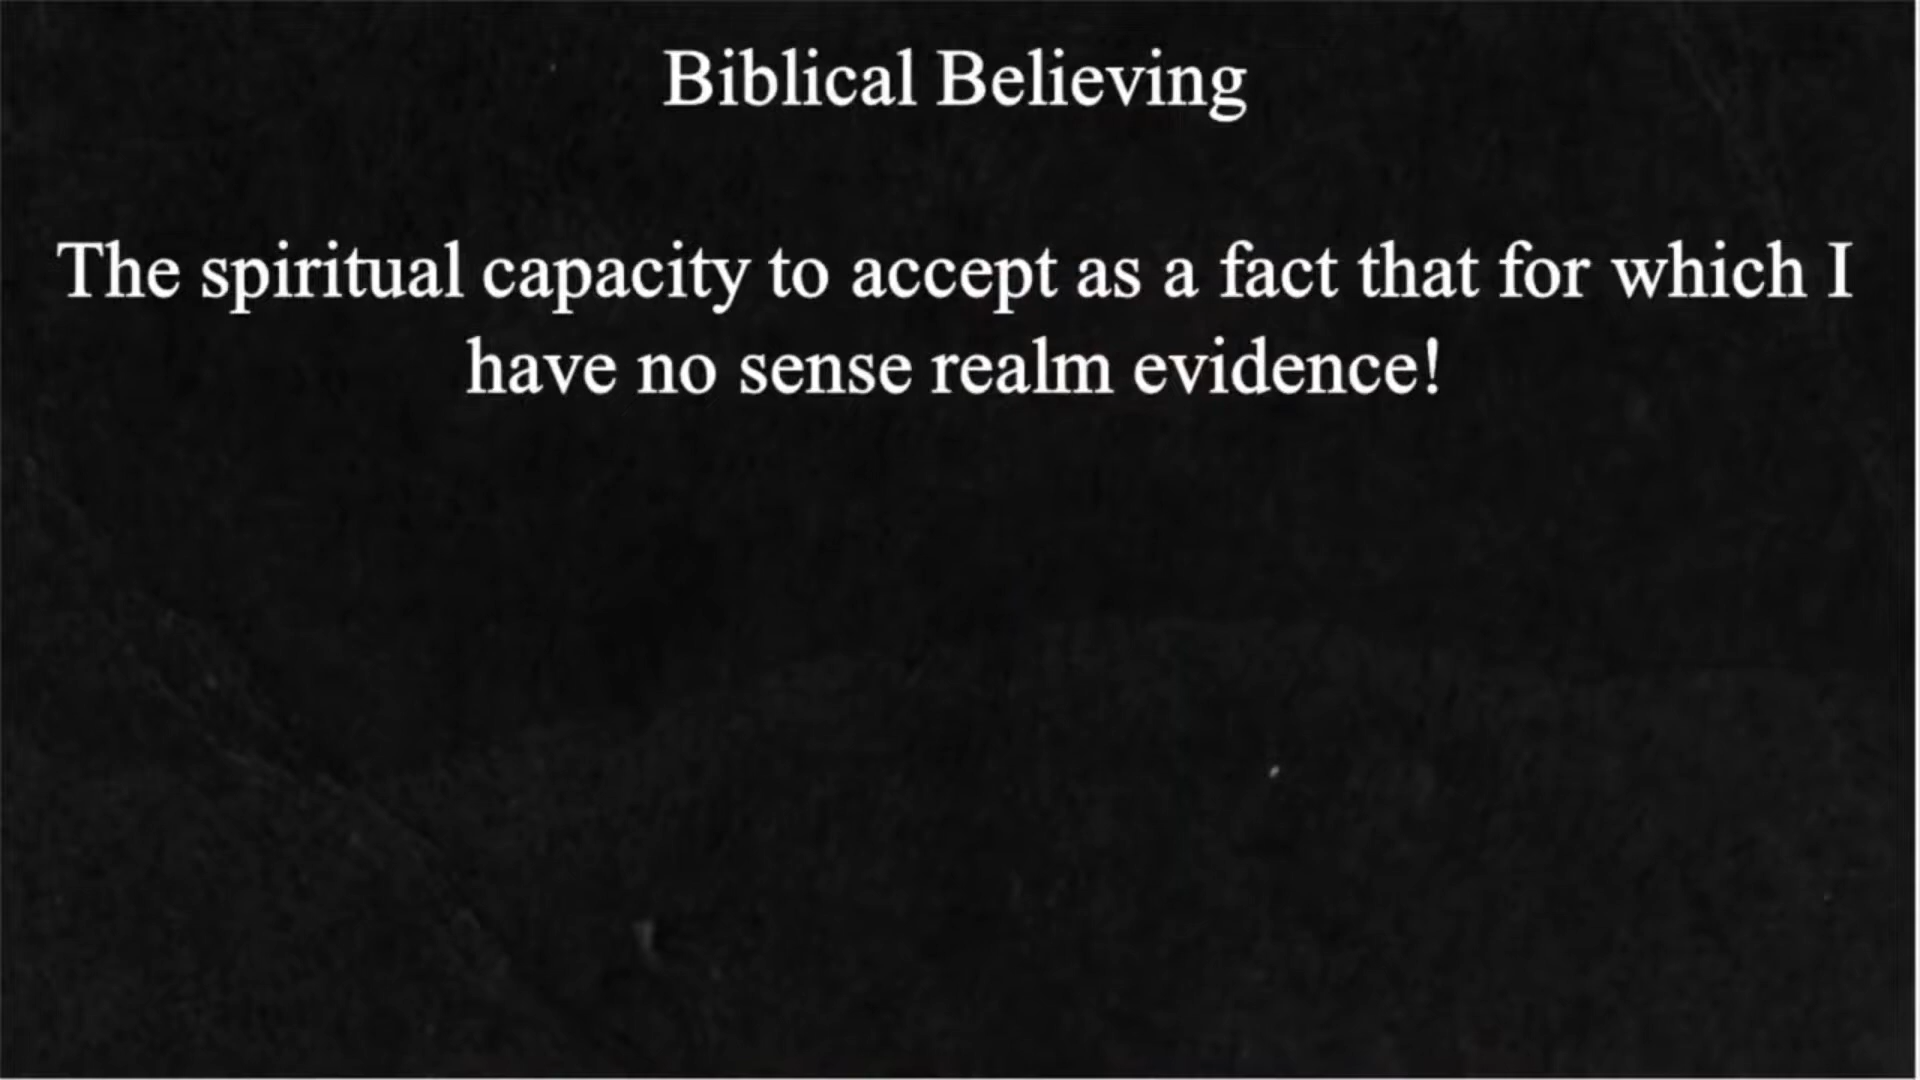 Biblical Believing
The spiritual capacity to accept as a fact that for which I
have no sense realm evidence!